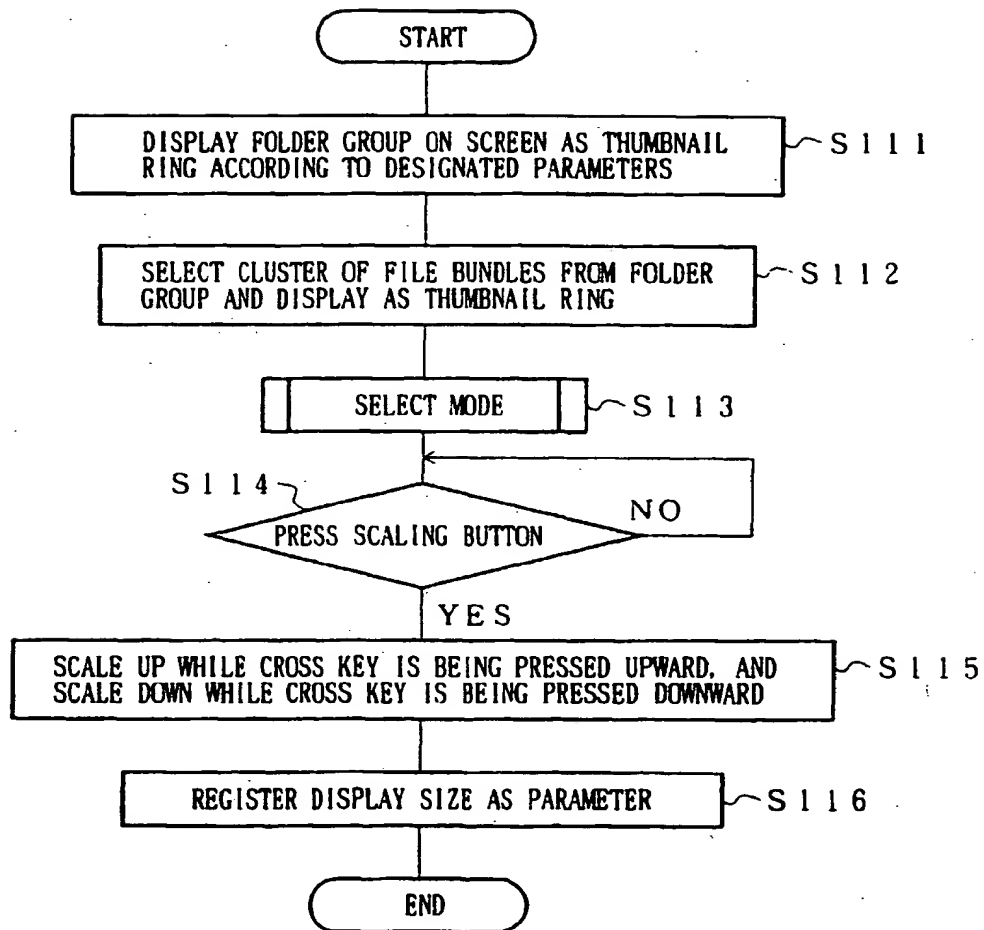 START
DISPLAY FOLDER GROUP ON SCREEN AS THUMBNAIL
RING ACCORDING TO DESIGNATED PARAMETERS
S111
SELECT CLUSTER OF FILE BUNDLES FROM FOLDER
GROUP AND DISPLAY AS THUMBNAIL RING
S112
SELECT MODE
S113
S114
PRESS SCALING BUTTON
NO
YES
SCALE UP WHILE CROSS KEY IS BEING PRESSED UPWARD, AND
SCALE DOWN WHILE CROSS KEY IS BEING PRESSED DOWNWARD
S115
REGISTER DISPLAY SIZE AS PARAMETER
S116
END